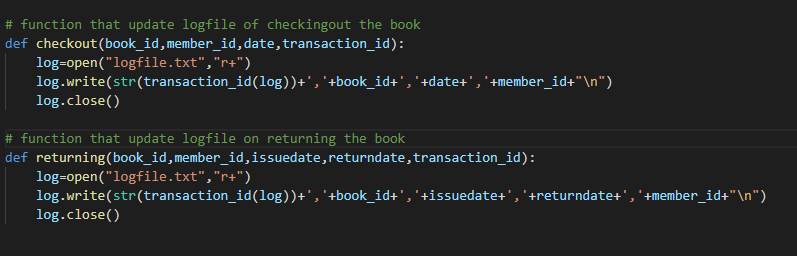 # function that update logfile of checkingout the book
def checkout(book_id,member_id,date,transaction_id):
    log=open("logfile.txt","r+")
    log.write(str(transaction_id(log))+','+book_id+','+date+','+member_id+"\n")
    log.close()

# function that update logfile on returning the book
def returning(book_id,member_id,issuedate,returndate,transaction_id):
    log=open("logfile.txt","r+")
    log.write(str(transaction_id(log))+','+book_id+','+issuedate+','+returndate+','+member_id+"\n")
    log.close()